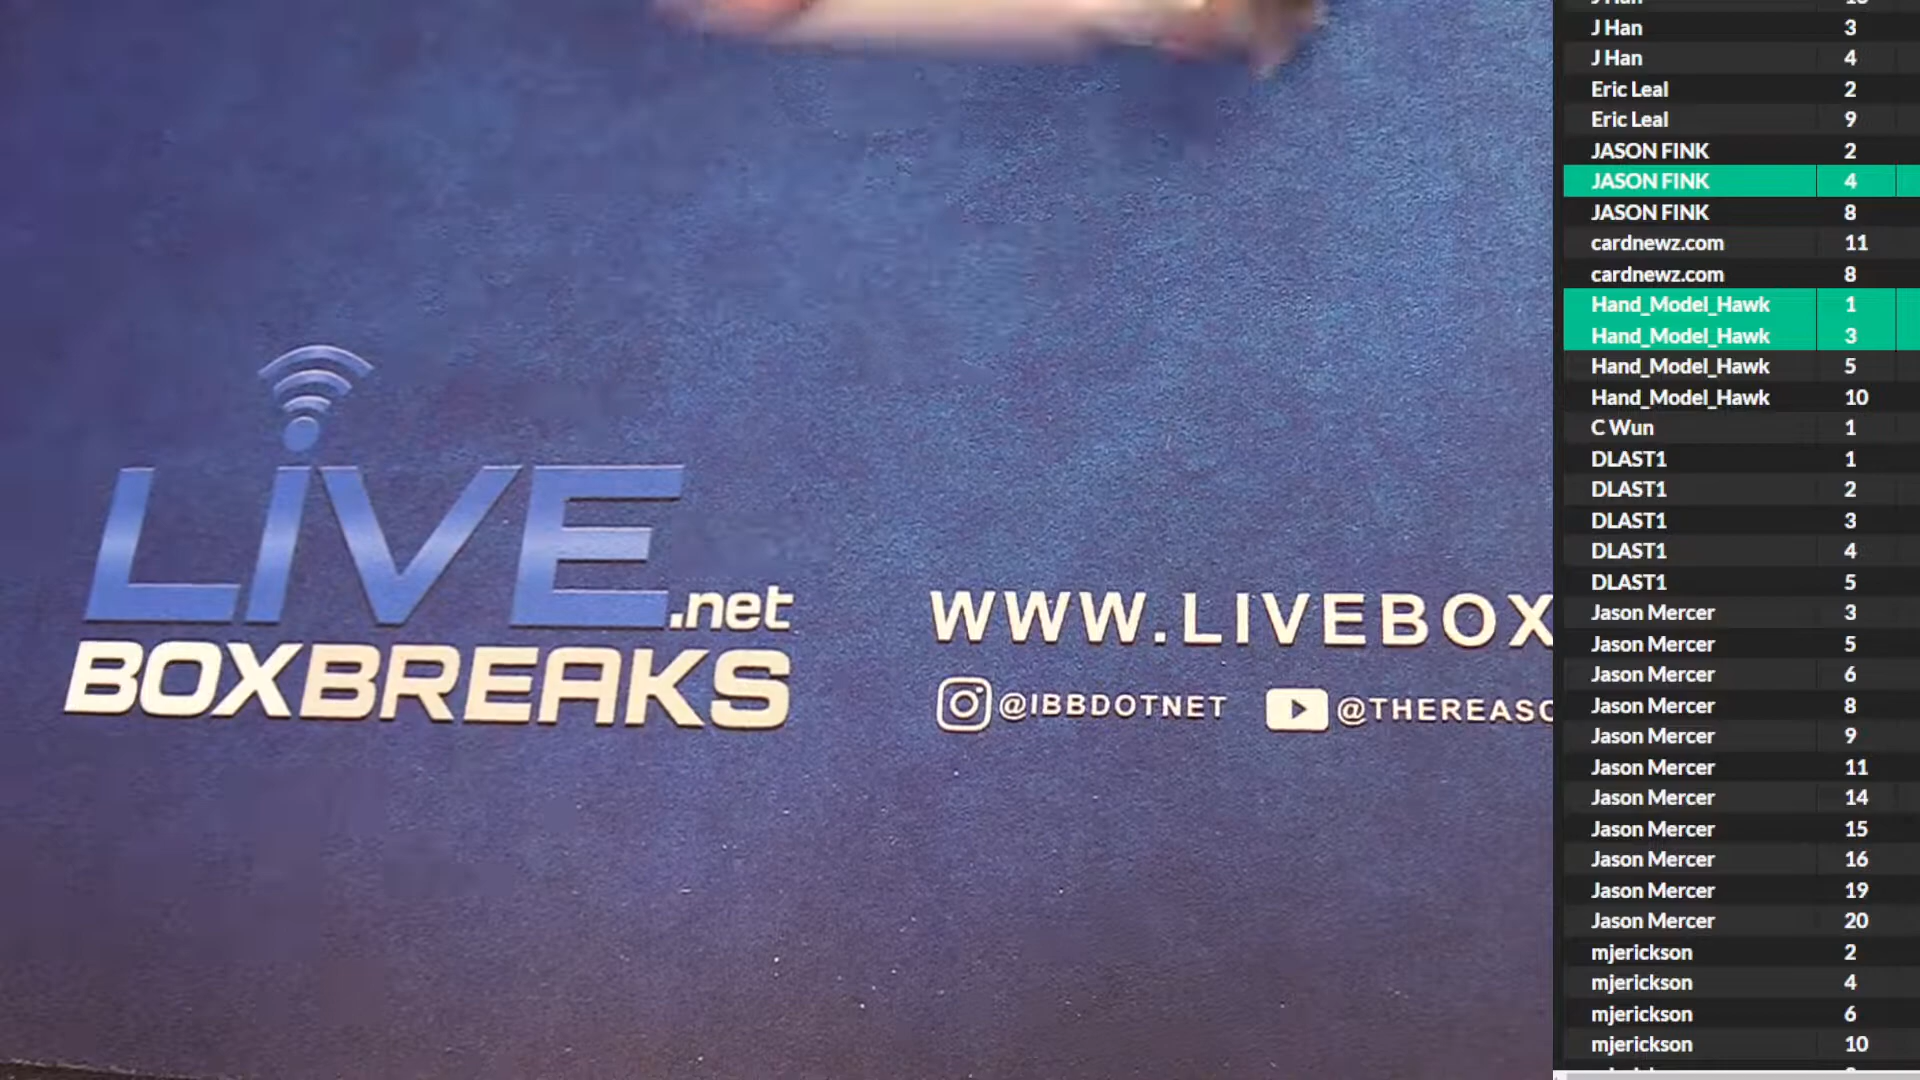 LIVE.net
BOXBREAKS
WWW.LIVEBOX
@IBBDOTNET
@THEREASO
J Han
J Han 3
J Han 4
Eric Leal 2
Eric Leal 9
JASON FINK 2
JASON FINK 4
JASON FINK 8
cardnewz.com 11
cardnewz.com 8
Hand_Model_Hawk 1
Hand_Model_Hawk 3
Hand_Model_Hawk 5
Hand_Model_Hawk 10
C Wun 1
DLAST1 1
DLAST1 2
DLAST1 3
DLAST1 4
DLAST1 5
Jason Mercer 3
Jason Mercer 5
Jason Mercer 6
Jason Mercer 8
Jason Mercer 9
Jason Mercer 11
Jason Mercer 14
Jason Mercer 15
Jason Mercer 16
Jason Mercer 19
Jason Mercer 20
mjerickson 2
mjerickson 4
mjerickson 6
mjerickson 10